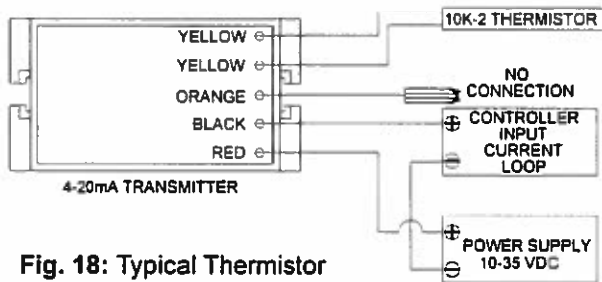 YELLOW
YELLOW
ORANGE
BLACK
RED
4-20mA TRANSMITTER
10K-2 THERMISTOR
NO
CONNECTION
CONTROLLER
INPUT
CURRENT
LOOP
POWER SUPPLY
10-35 VDC
Fig. 18: Typical Thermistor